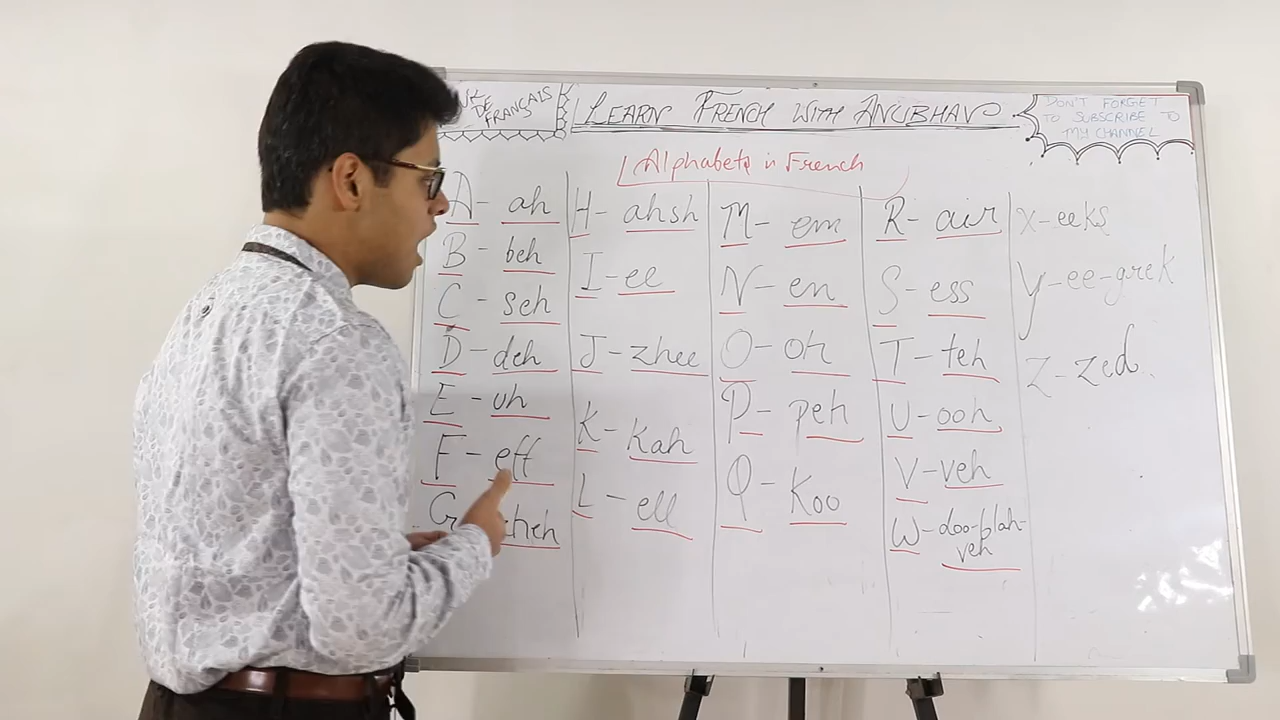 DE
FRANÇAIS
LEARN FRENCH WITH ANUBHAV
DON'T FORGET
TO SUBSCRIBE TO
MY CHANNEL
Alphabets in French
A - ah
B - beh
C - seh
D - deh
E - uh
F - eff
G
H - ahsh
I - ee
J - zhee
K - Kah
L - ell
M - em
N - en
O - oh
P - peh
Q - Koo
R - air
S - ess
T - teh
U - ooh
V - veh
W - doo-blah-
veh
X - eeks
Y - ee-grek
Z - zed.